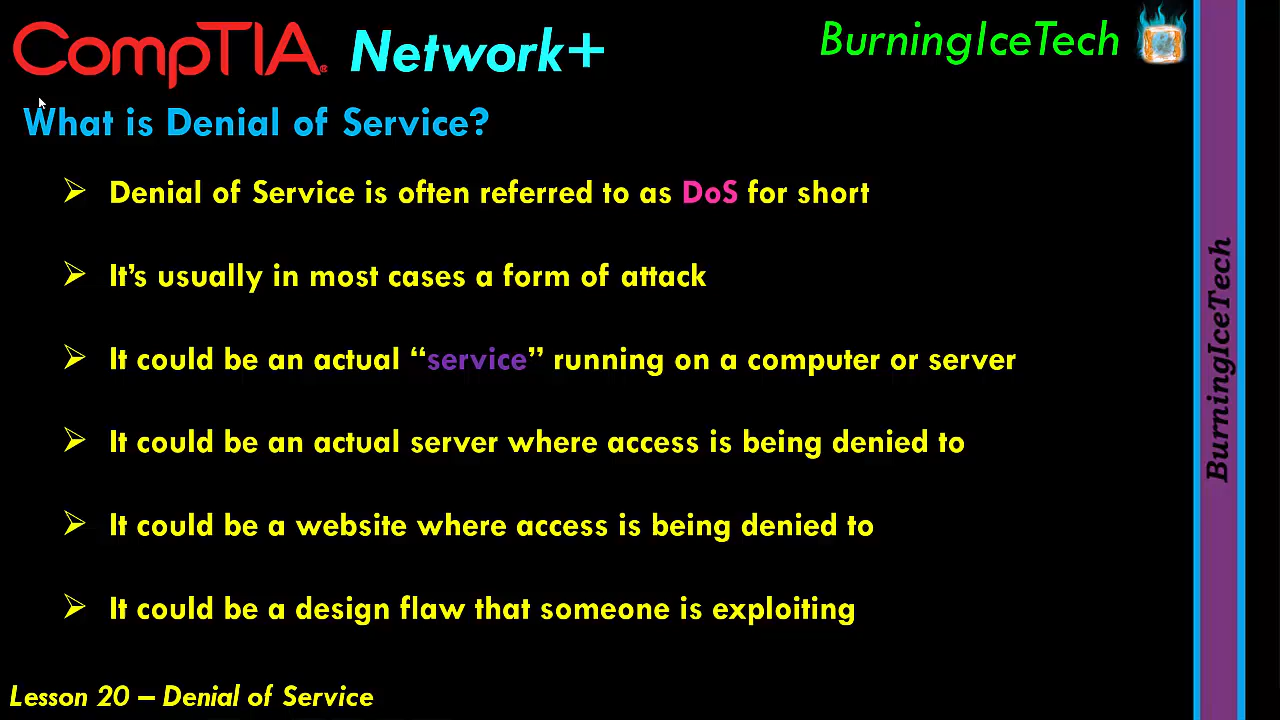 CompTIA® Network+
BurningIceTech
What is Denial of Service?
Denial of Service is often referred to as DoS for short
It’s usually in most cases a form of attack
It could be an actual “service” running on a computer or server
It could be an actual server where access is being denied to
It could be a website where access is being denied to
It could be a design flaw that someone is exploiting
Lesson 20 – Denial of Service
BurningIceTech